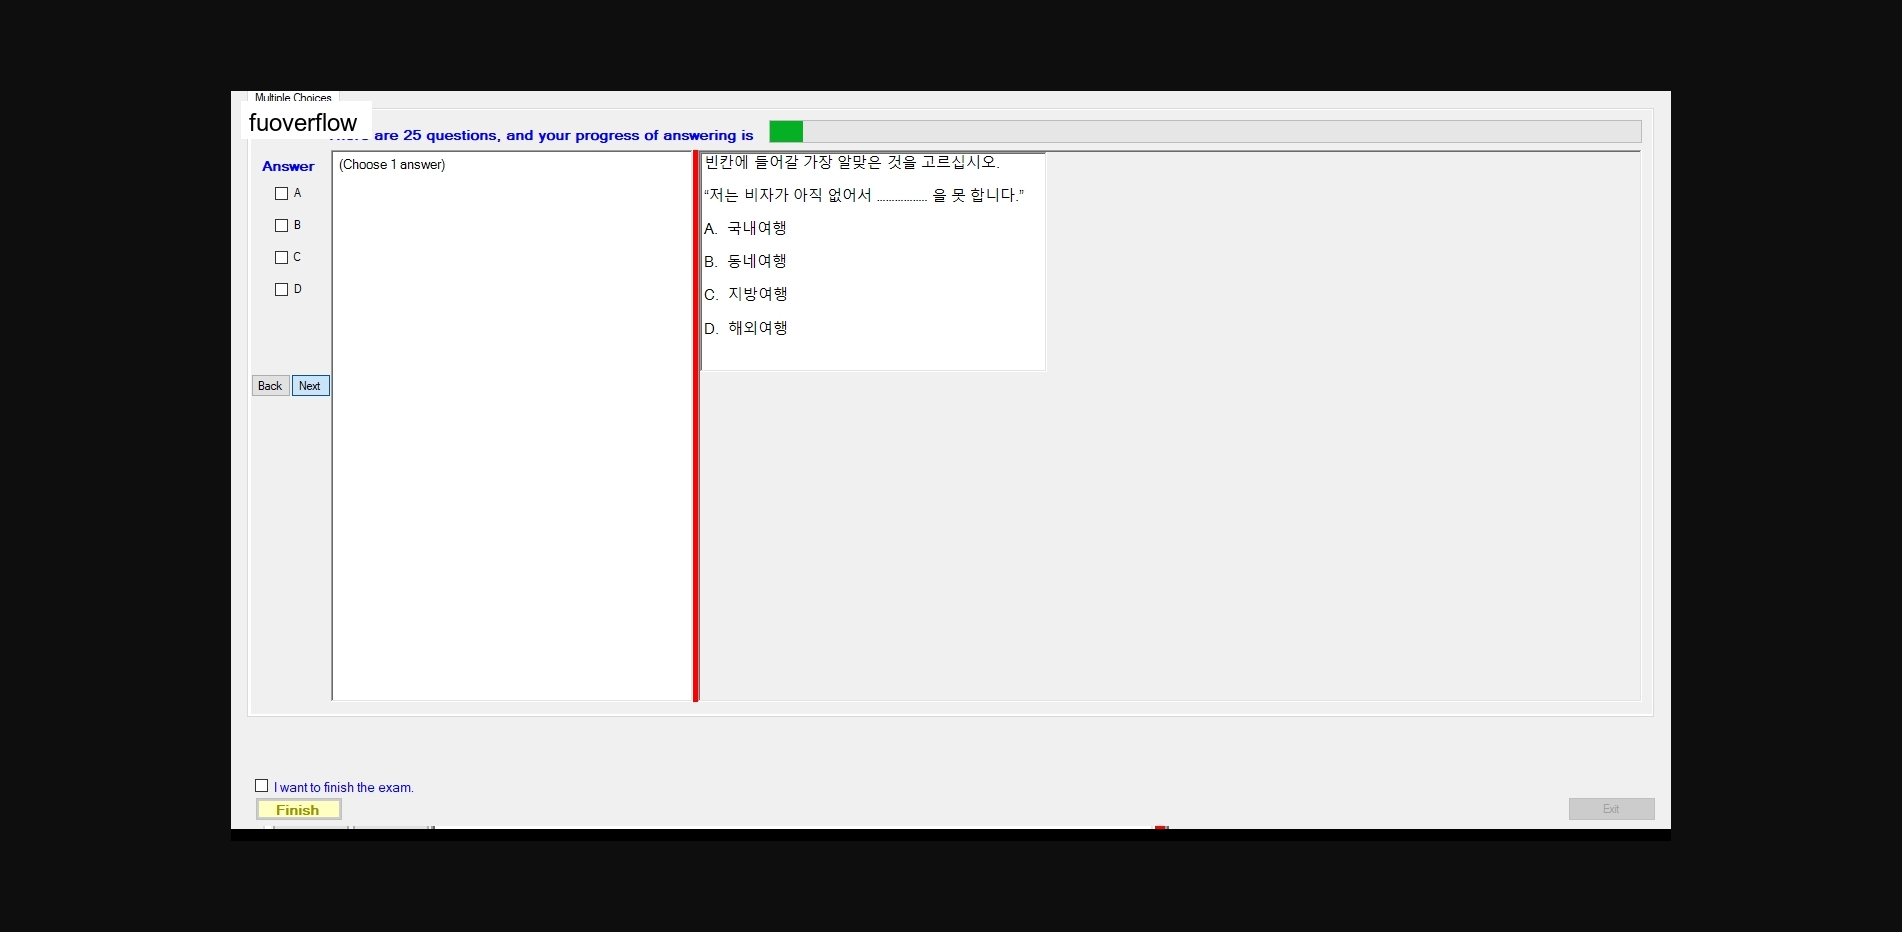 Multiple Choices
fuoverflow
are 25 questions, and your progress of answering is
Answer
A
B
C
D
Back Next
(Choose 1 answer)
빈칸에 들어갈 가장 알맞은 것을 고르십시오.
“저는 비자가 아직 없어서 ................. 을 못 합니다.”
A. 국내여행
B. 동네여행
C. 지방여행
D. 해외여행
I want to finish the exam.
Finish
Exit